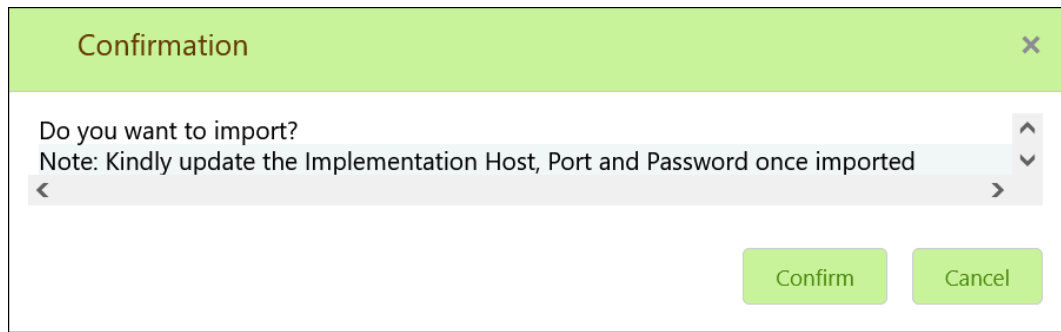 Confirmation
Do you want to import?
Note: Kindly update the Implementation Host, Port and Password once imported
Confirm
Cancel